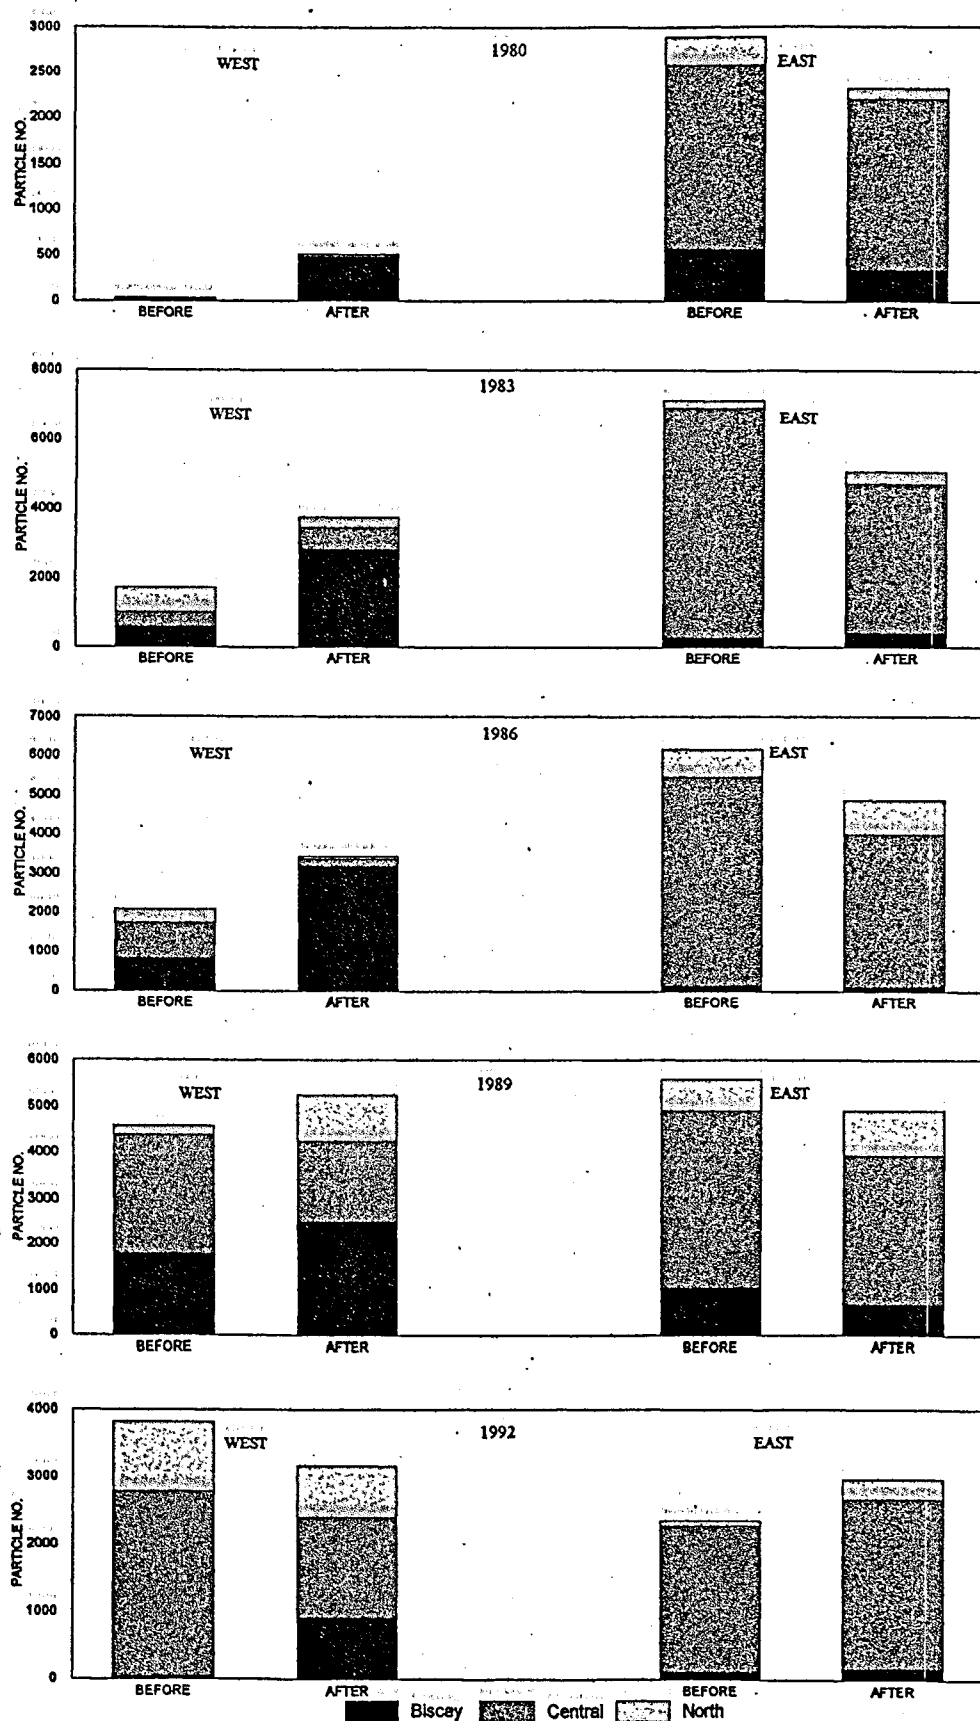 3000
1980
WEST
EAST
2500
2000
PARTICLE NO.
1500
1000
500
0
BEFORE AFTER BEFORE AFTER
8000
1983
WEST
EAST
6000
PARTICLE NO.
4000
2000
0
BEFORE AFTER BEFORE AFTER
7000
1986
WEST
EAST
6000
5000
PARTICLE NO.
4000
3000
2000
1000
0
BEFORE AFTER BEFORE AFTER
6000
1989
WEST
EAST
5000
4000
PARTICLE NO.
3000
2000
1000
0
BEFORE AFTER BEFORE AFTER
4000
1992
WEST
EAST
3000
PARTICLE NO.
2000
1000
0
BEFORE AFTER BEFORE AFTER
Biscay Central North